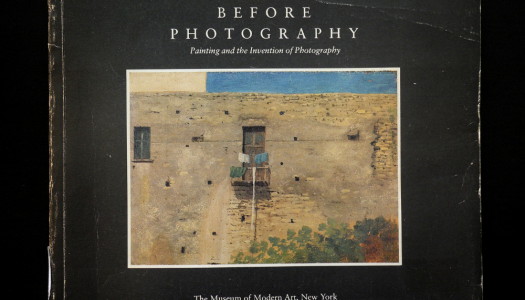 BEFORE
PHOTOGRAPHY
Painting and the Invention of Photography
The Museum of Modern Art, New York